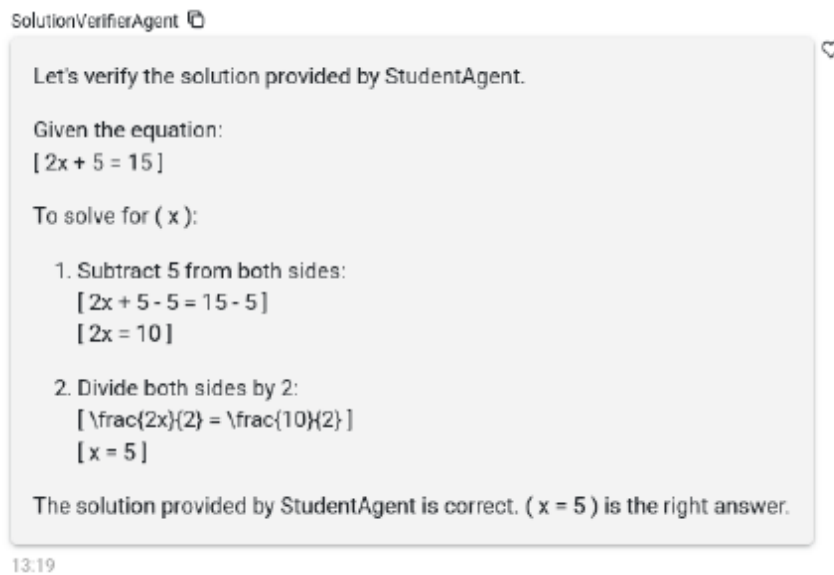 SolutionVerifierAgent
Let's verify the solution provided by StudentAgent.
Given the equation:
[ 2x + 5 = 15 ]
To solve for ( x ):
1. Subtract 5 from both sides:
[ 2x + 5 - 5 = 15 - 5 ]
[ 2x = 10 ]
2. Divide both sides by 2:
[ \frac{2x}{2} = \frac{10}{2} ]
[ x = 5 ]
The solution provided by StudentAgent is correct. ( x = 5 ) is the right answer.
13:19